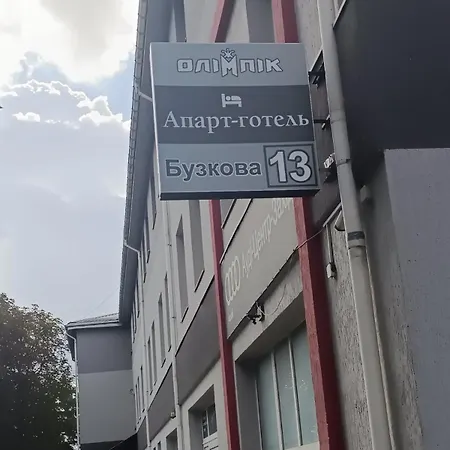 ОЛІМПІК
Апарт-готель
Бузкова 13